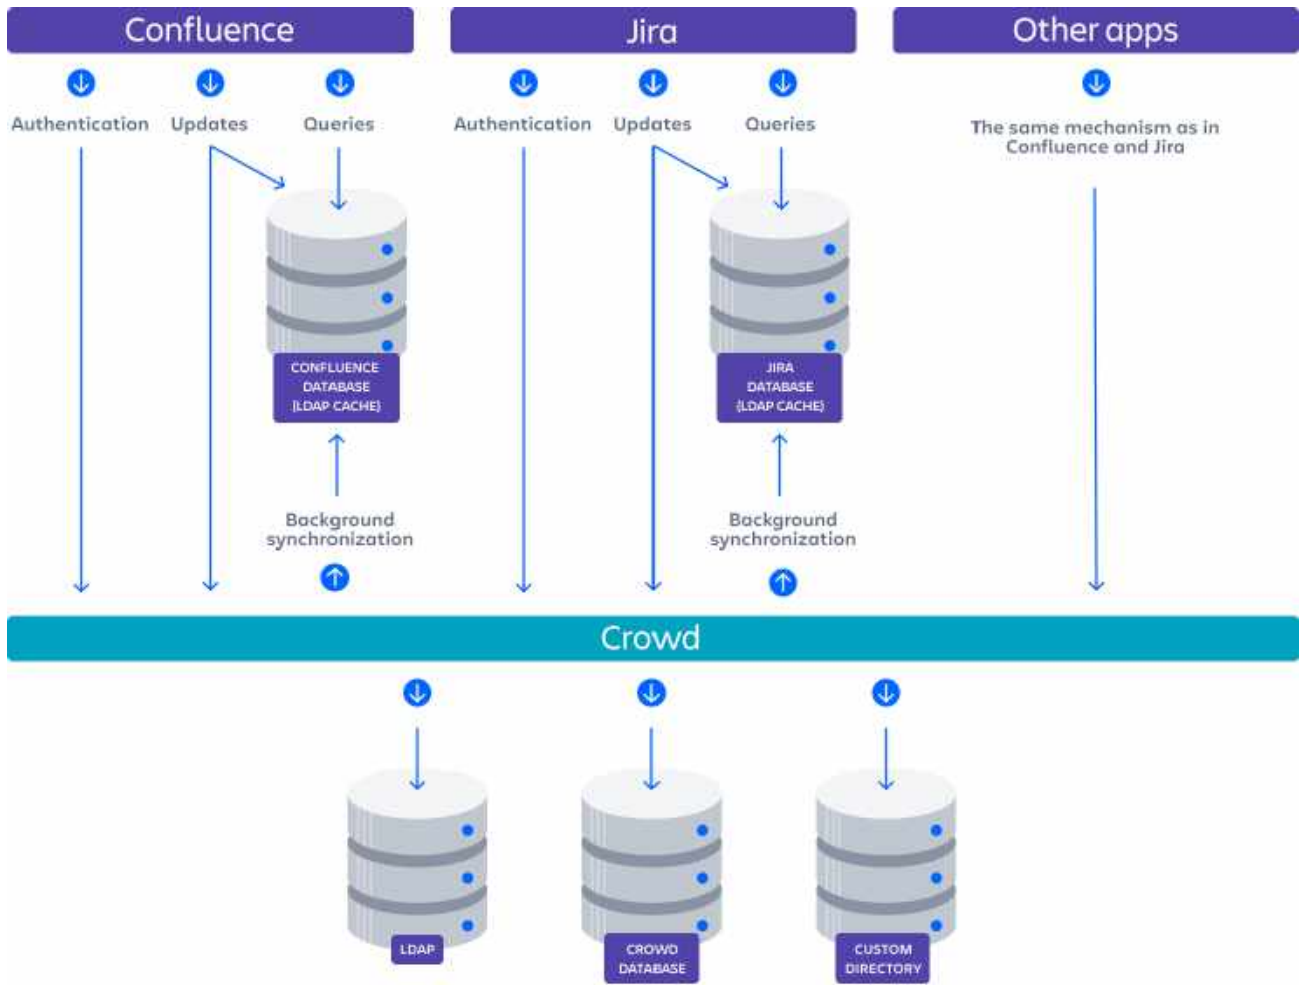 Confluence
Jira
Other apps
Authentication
Updates
Queries
Authentication
Updates
Queries
The same mechanism as in
Confluence and Jira
CONFLUENCE
DATABASE
(LDAP CACHE)
JIRA
DATABASE
(LDAP CACHE)
Background
synchronization
Background
synchronization
Crowd
LDAP
CROWD
DATABASE
CUSTOM
DIRECTORY